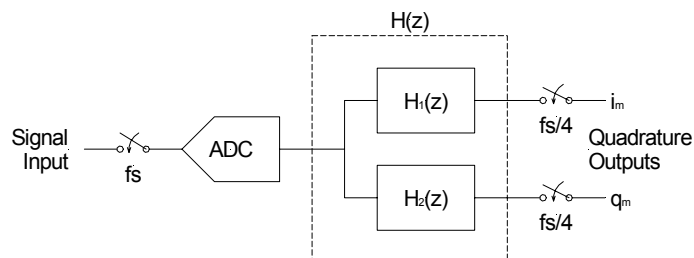 H(z)
H₁(z)
iₘ
fs/4
Signal
Input
fs
ADC
Quadrature
Outputs
H₂(z)
qₘ
fs/4